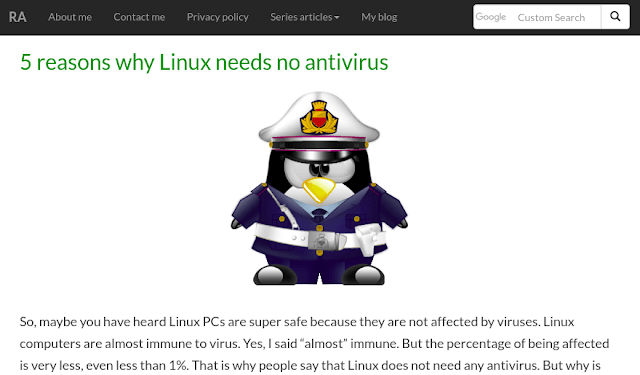 RA About me Contact me Privacy policy Series articles My blog Google Custom Search
5 reasons why Linux needs no antivirus
So, maybe you have heard Linux PCs are super safe because they are not affected by viruses. Linux
computers are almost immune to virus. Yes, I said “almost” immune. But the percentage of being affected
is very less, even less than 1%. That is why people say that Linux does not need any antivirus. But why is